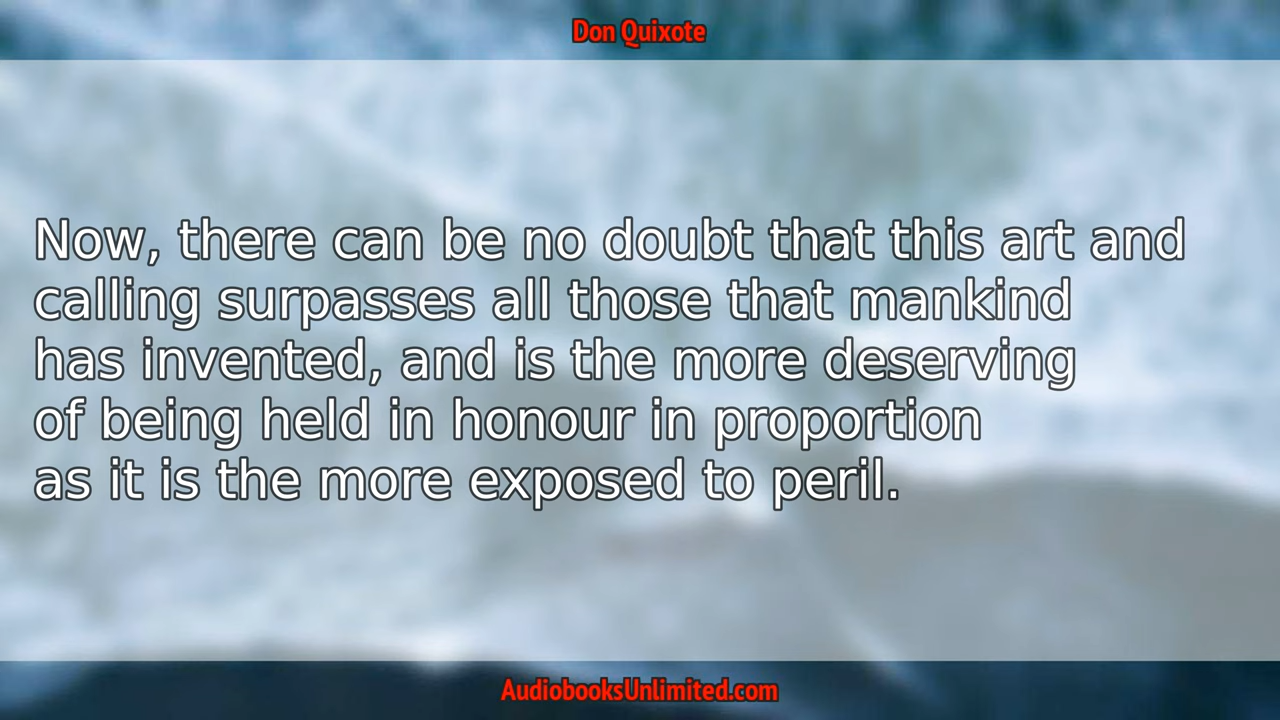 Don Quixote
Now, there can be no doubt that this art and
calling surpasses all those that mankind
has invented, and is the more deserving
of being held in honour in proportion
as it is the more exposed to peril.
AudiobooksUnlimited.com